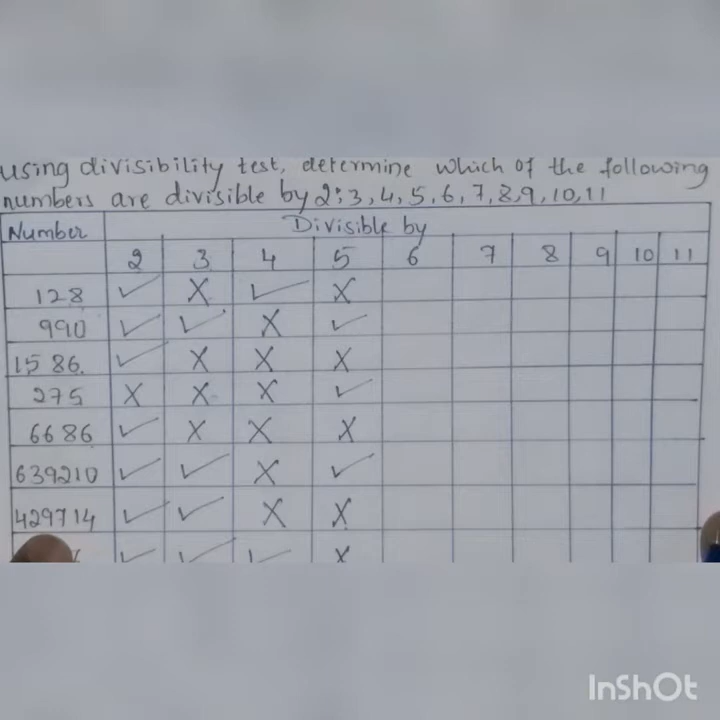 using divisibility test, determine which of the following
numbers are divisible by 2, 3, 4, 5, 6, 7, 8, 9, 10, 11
Number Divisible by
2 3 4 5 6 7 8 9 10 11
128 ✓ X ✓ X
990 ✓ ✓ X ✓
1586. ✓ X X X
275 X X X ✓
6686 ✓ X X X
639210 ✓ ✓ X ✓
429714 ✓ ✓ X X
✓ ✓ ✓ X
InShOt